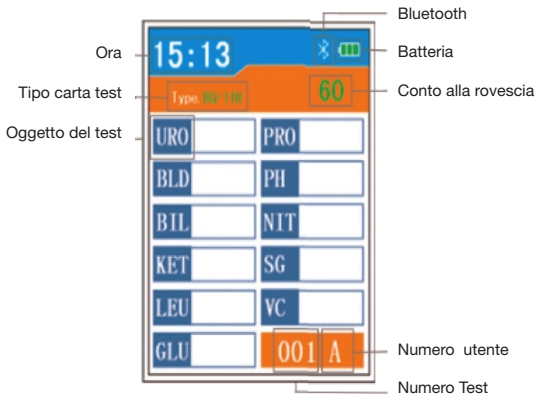 Bluetooth
Ora
15:13
Batteria
Tipo carta test
Type.
60
Conto alla rovescia
Oggetto del test
URO
PRO
BLD
PH
BIL
NIT
KET
SG
LEU
VC
GLU
001
A
Numero utente
Numero Test